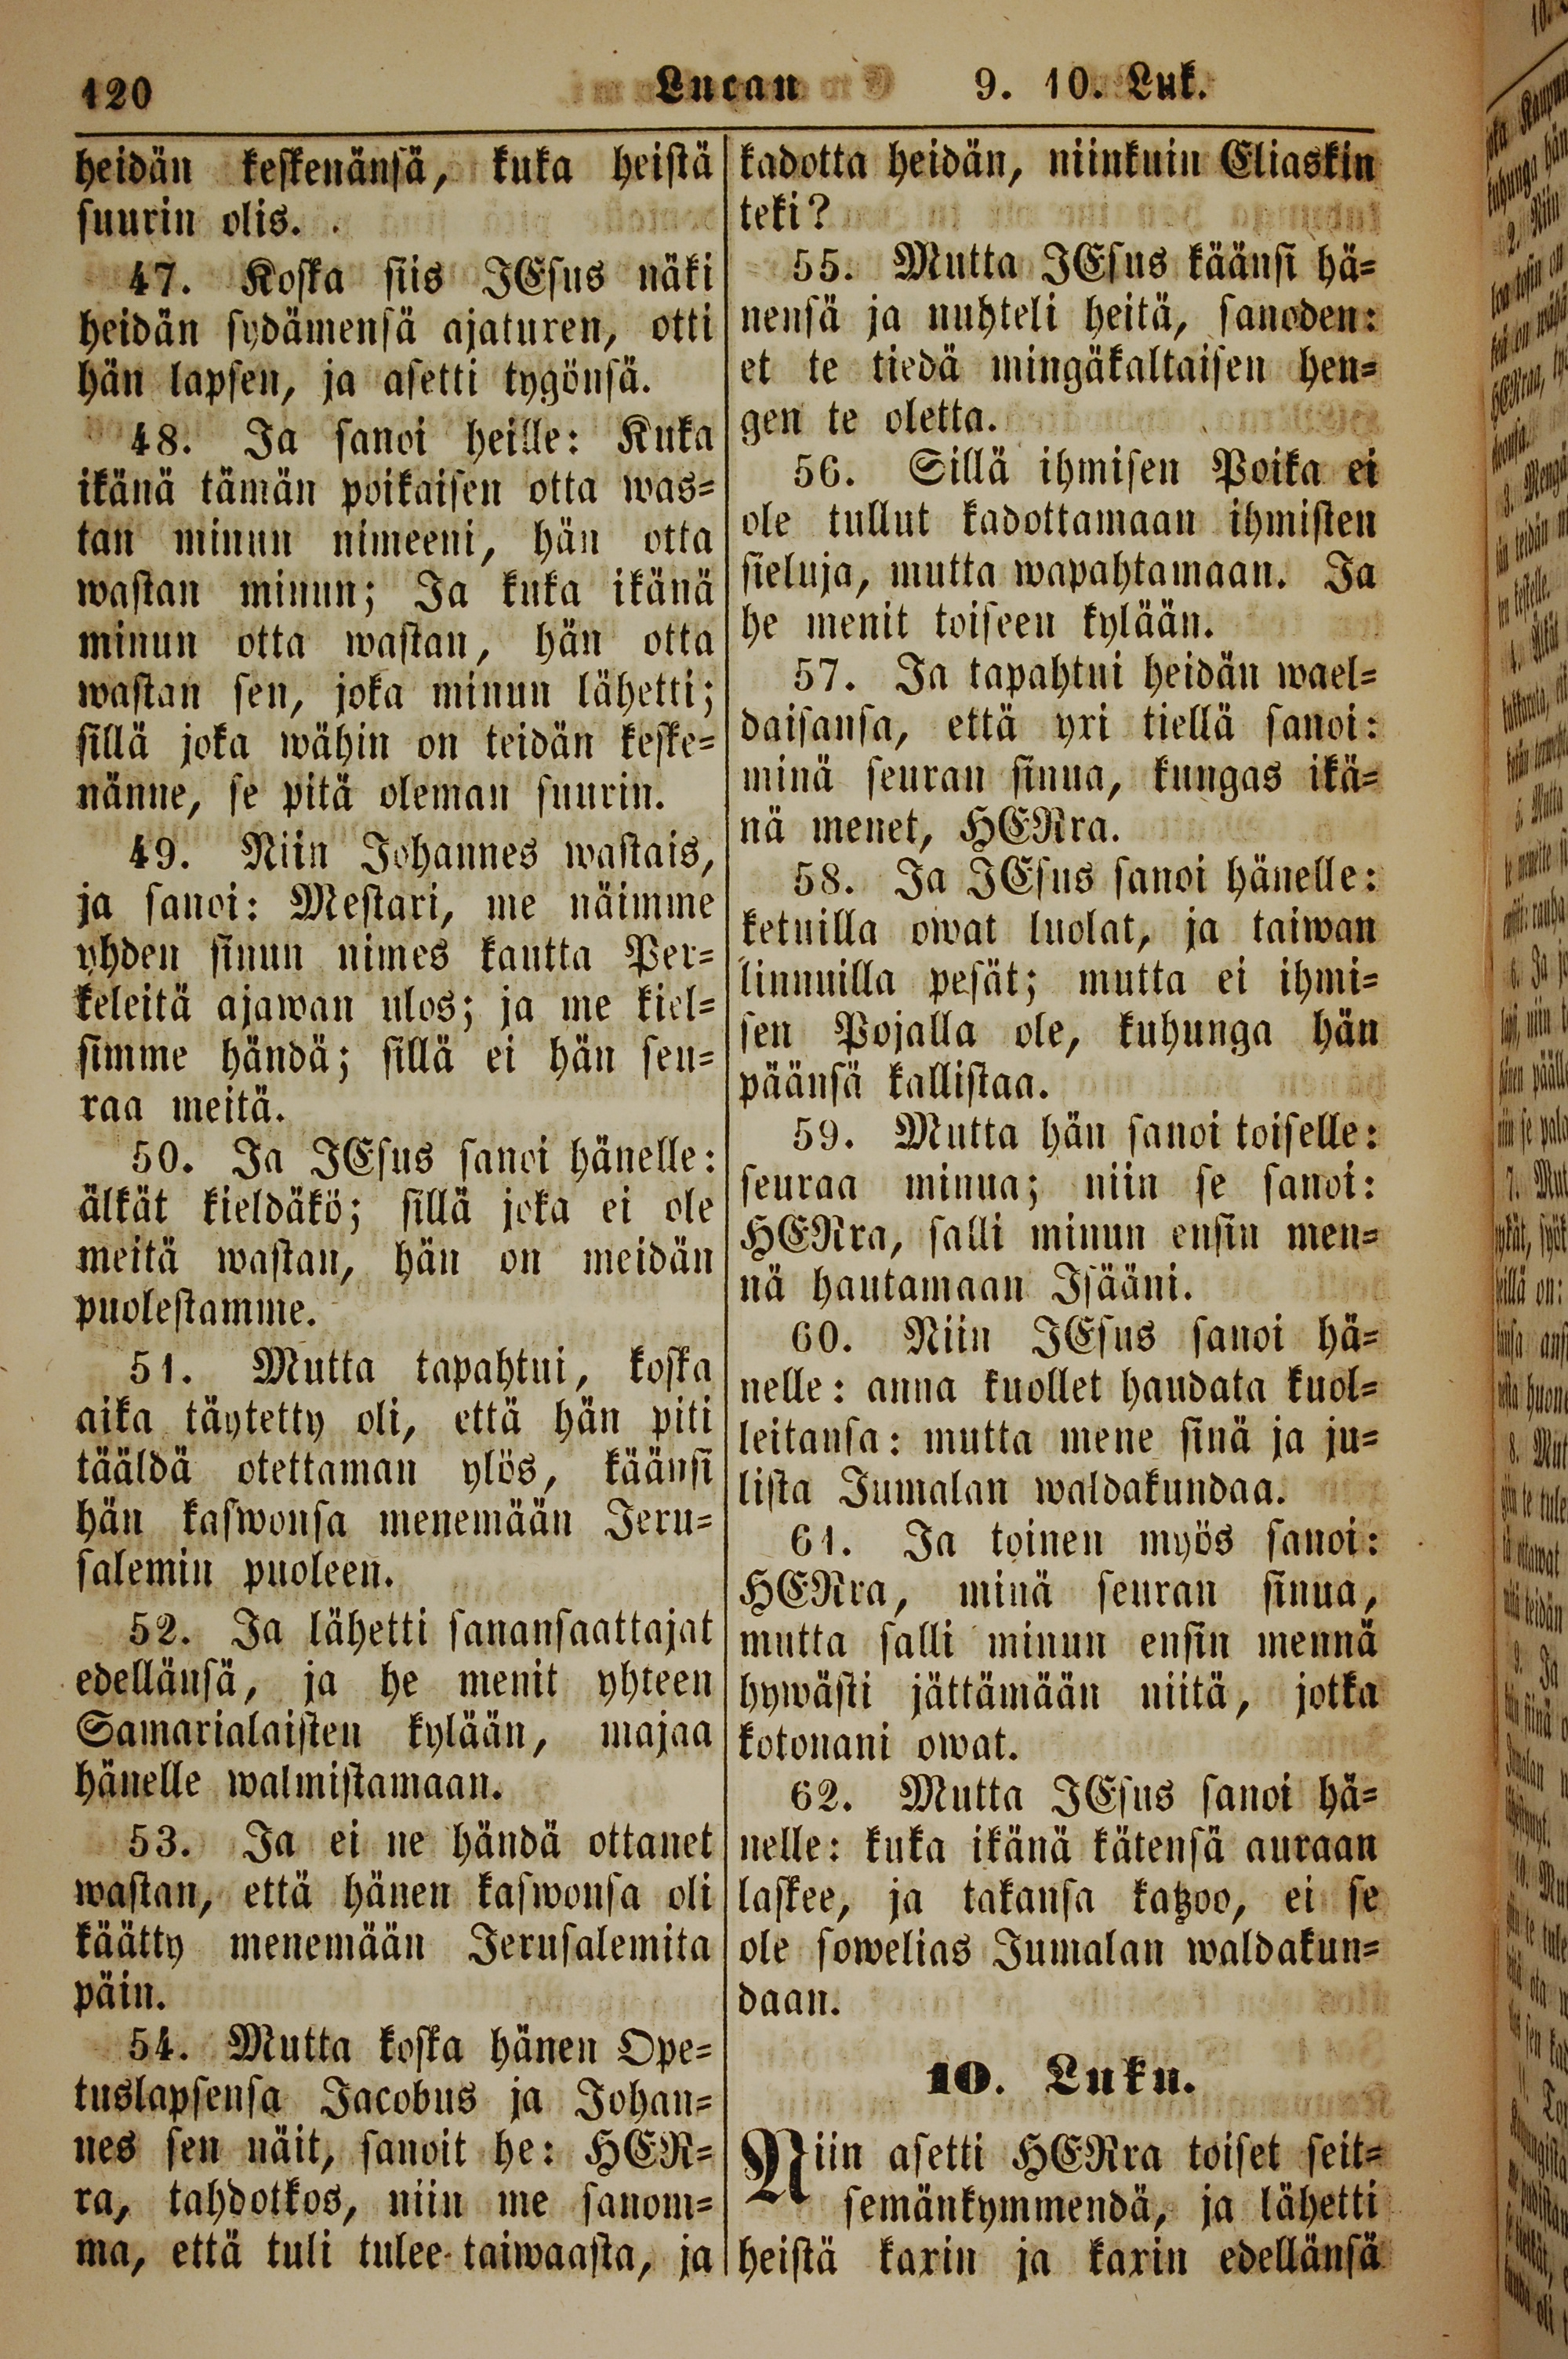 120
Lucan
9. 10. Luk.
heidän keskenänsä, kuka heistä
suurin olis.
47. Koska siis JEsus näki
heidän sydämensä ajaturen, otti
hän lapsen, ja asetti tygönsä.
48. Ja sanoi heille: Kuka
ikänä tämän poikaisen otta was=
tan minun nimeeni, hän otta
wastan minun; Ja kuka ikänä
minun otta wastan, hän otta
wastan sen, joka minun lähetti;
sillä joka wähin on teidän keske=
nänne, se pitä oleman suurin.
49. Niin Johannes wastais,
ja sanoi: Mestari, me näimme
yhden sinun nimes kautta Per=
keleitä ajawan ulos; ja me kiel=
simme händä; sillä ei hän seu=
raa meitä.
50. Ja JEsus sanoi hänelle:
älkät kieldäkö; sillä joka ei ole
meitä wastan, hän on meidän
puolestamme.
51. Mutta tapahtui, koska
aika täytetty oli, että hän piti
tääldä otettaman ylös, käänsi
hän kaswonsa menemään Jeru=
salemin puoleen.
52. Ja lähetti sanansaattajat
edellänsä, ja he menit yhteen
Samarialaisten kylään, majaa
hänelle walmistamaan.
53. Ja ei ne händä ottanet
wastan, että hänen kaswonsa oli
käätty menemään Jerusalemita
päin.
54. Mutta koska hänen Ope=
tuslapsensa Jacobus ja Johan=
nes sen näit, sanoit he: HER=
ra, tahdotkos, niin me sanom=
ma, että tuli tulee taiwaasta, ja
kadotta heidän, niinkuin Eliaskin
teki?
55. Mutta JEsus käänsi hä=
nensä ja nuhteli heitä, sanoden:
et te tiedä mingäkaltaisen hen=
gen te oletta.
56. Sillä ihmisen Poika ei
ole tullut kadottamaan ihmisten
sieluja, mutta wapahtamaan. Ja
he menit toiseen kylään.
57. Ja tapahtui heidän wael=
daisansa, että yxi tiellä sanoi:
minä seuran sinua, kungas ikä=
nä menet, HERra.
58. Ja JEsus sanoi hänelle:
ketuilla owat luolat, ja taiwan
linnuilla pesät; mutta ei ihmi=
sen Pojalla ole, kuhunga hän
päänsä kallistaa.
59. Mutta hän sanoi toiselle:
seuraa minua; niin se sanoi:
HERra, salli minun ensin men=
nä hautamaan Isääni.
60. Niin JEsus sanoi hä=
nelle: anna kuollet haudata kuol=
leitansa: mutta mene sinä ja ju=
lista Jumalan waldakundaa.
61. Ja toinen myös sanoi:
HERra, minä seuran sinua,
mutta salli minun ensin mennä
hywästi jättämään niitä, jotka
kotonani owat.
62. Mutta JEsus sanoi hä=
nelle: kuka ikänä kätensä auraan
laskee, ja takansa katzoo, ei se
ole sowelias Jumalan waldakun=
daan.
10. Luku.
Niin asetti HERra toiset seit=
semänkymmendä, ja lähetti
heistä kaxin ja kaxin edellänsä